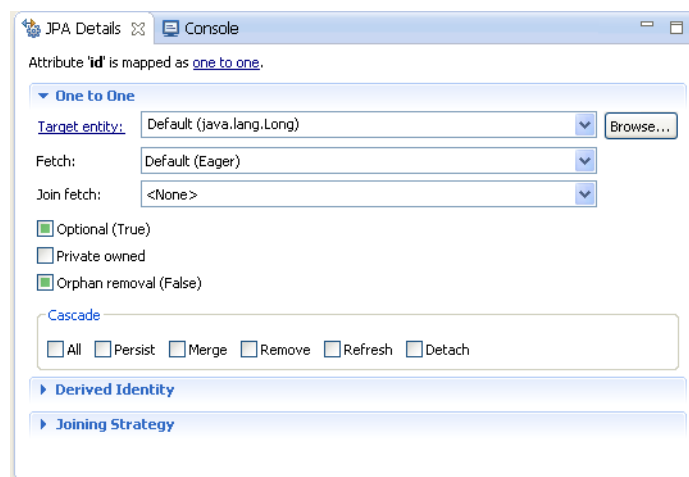 JPA Details Console
Attribute 'id' is mapped as one to one.
One to One
Target entity: Default (java.lang.Long) Browse...
Fetch: Default (Eager)
Join fetch: <None>
Optional (True)
Private owned
Orphan removal (False)
Cascade
All Persist Merge Remove Refresh Detach
Derived Identity
Joining Strategy